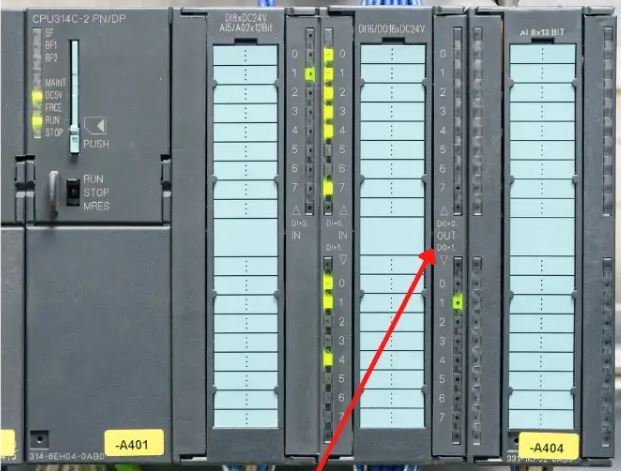 CPU314C-2 PN/DP
SF
BF1
BF2
MAINT
DC5V
FRCE
RUN
STOP
PUSH
RUN
STOP
MRES
-A401
314-6EH04-0AB0
DI8xDC24V
AI5/AO2x12Bit
0
1
2
3
4
5
6
7
DI+2.
IN
DI16/DO16xDC24V
0
1
2
3
4
5
6
7
DI+0.
IN
DI+1.
0
1
2
3
4
5
6
7
DO+0.
OUT
DO+1.
0
1
2
3
4
5
6
7
AI 8x13 BIT
-A404